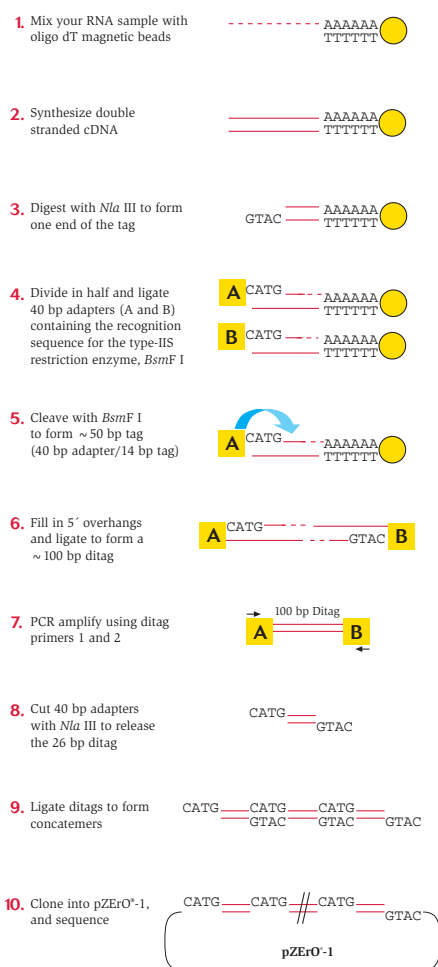 1. Mix your RNA sample with
oligo dT magnetic beads
AAAAAA
TTTTTT
2. Synthesize double
stranded cDNA
AAAAAA
TTTTTT
3. Digest with Nla III to form
one end of the tag
AAAAAA
GTAC TTTTTT
4. Divide in half and ligate
40 bp adapters (A and B)
containing the recognition
sequence for the type-IIS
restriction enzyme, BsmF I
A CATG AAAAAA
TTTTTT
B CATG AAAAAA
TTTTTT
5. Cleave with BsmF I
to form ~50 bp tag
(40 bp adapter/14 bp tag)
A CATG AAAAAA
TTTTTT
6. Fill in 5´ overhangs
and ligate to form a
~100 bp ditag
A CATG
GTAC B
7. PCR amplify using ditag
primers 1 and 2
100 bp Ditag
A B
8. Cut 40 bp adapters
with Nla III to release
the 26 bp ditag
CATG
GTAC
9. Ligate ditags to form
concatemers
CATG CATG CATG
GTAC GTAC GTAC
10. Clone into pZErO®-1,
and sequence
CATG CATG CATG
GTAC
pZErO®-1